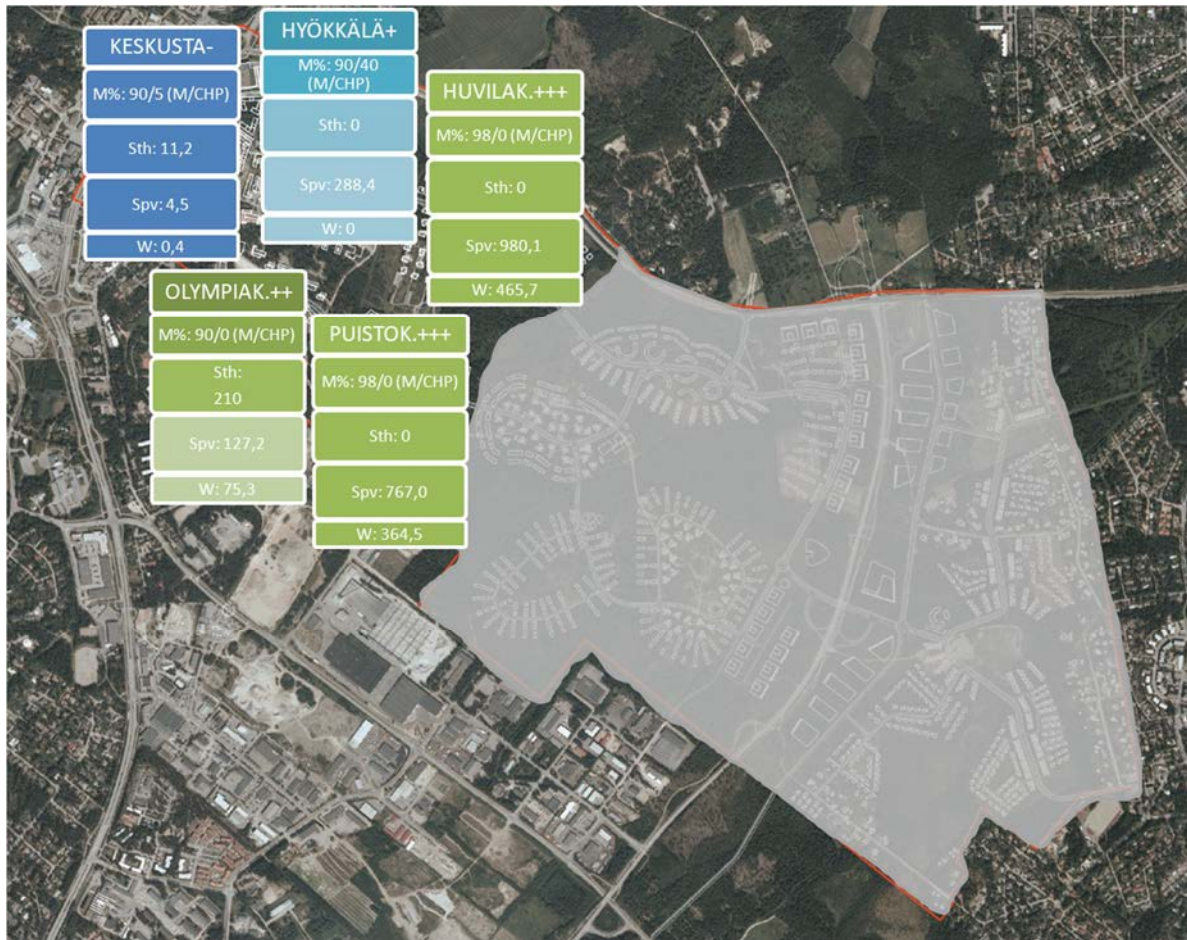 KESKUSTA-
M%: 90/5 (M/CHP)
Sth: 11,2
Spv: 4,5
W: 0,4
HYÖKKÄLÄ+
M%: 90/40
(M/CHP)
Sth: 0
Spv: 288,4
W: 0
HUVILAK.+++
M%: 98/0 (M/CHP)
Sth: 0
Spv: 980,1
W: 465,7
OLYMPIAK.++
M%: 90/0 (M/CHP)
Sth:
210
Spv: 127,2
W: 75,3
PUISTOK.+++
M%: 98/0 (M/CHP)
Sth: 0
Spv: 767,0
W: 364,5